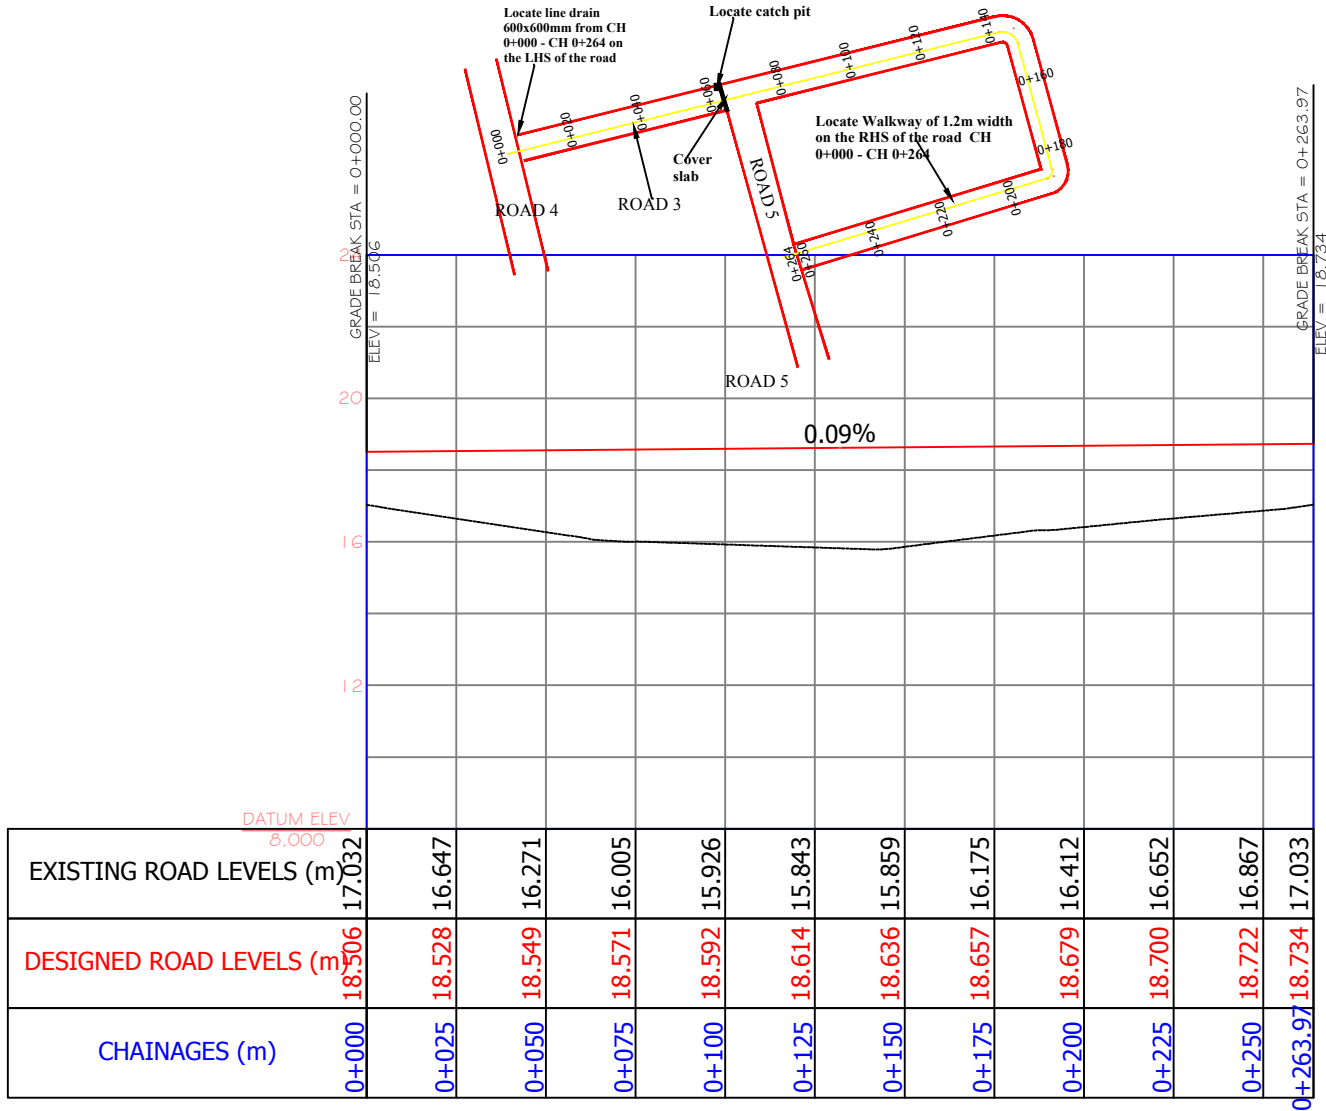 Locate line drain
600x600mm from CH
0+000 - CH 0+264 on
the LHS of the road
Locate catch pit
0+000
0+020
0+040
0+060
0+080
0+100
0+120
0+140
0+160
0+180
0+200
0+220
0+240
0+260
0+264
Locate Walkway of 1.2m width
on the RHS of the road CH
0+000 - CH 0+264
Cover
slab
ROAD 4
ROAD 3
ROAD 5
ROAD 5
GRADE BREAK STA = 0+000.00
ELEV = 18.506
GRADE BREAK STA = 0+263.97
ELEV = 18.734
20
16
12
0.09%
DATUM ELEV
8.000
EXISTING ROAD LEVELS (m) 17.032 16.647 16.271 16.005 15.926 15.843 15.859 16.175 16.412 16.652 16.867 17.033
DESIGNED ROAD LEVELS (m) 18.506 18.528 18.549 18.571 18.592 18.614 18.636 18.657 18.679 18.700 18.722 18.734
CHAINAGES (m) 0+000 0+025 0+050 0+075 0+100 0+125 0+150 0+175 0+200 0+225 0+250 0+263.97